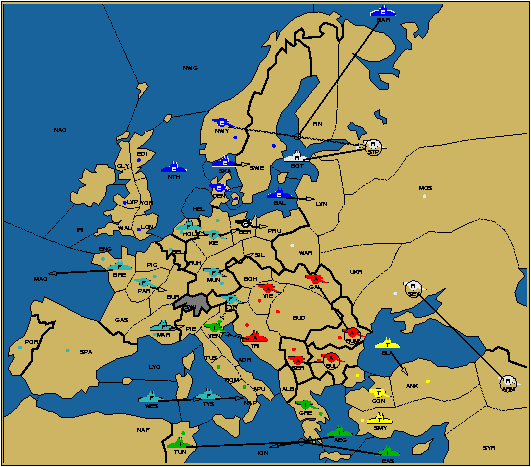 BAR
NWG
NAO
FIN
NWY
STP
BOT
EDI
CLY
SKA
SWE
NTH
MOS
DEN
BAL
LVN
LVP YOR
HEL
IRI
WAL LON
HOL
KIE
BER
PRU
ENG
BEL
WAR
RUH
SIL
PIC
BRE
UKR
MAO
MUN
BOH
GAL
PAR
VIE
SEV
BUR
TYR
GAS
BUD
MAR
PIE
VEN
TRI
RUM
BLA
POR
SPA
TUS
ADR
SER
BUL
LYO
ROM
ANK
ARM
APU
ALB
WES
TYS
NAP
CON
GRE
SMY
NAF
AEG
TUN
ION
EAS
SYR